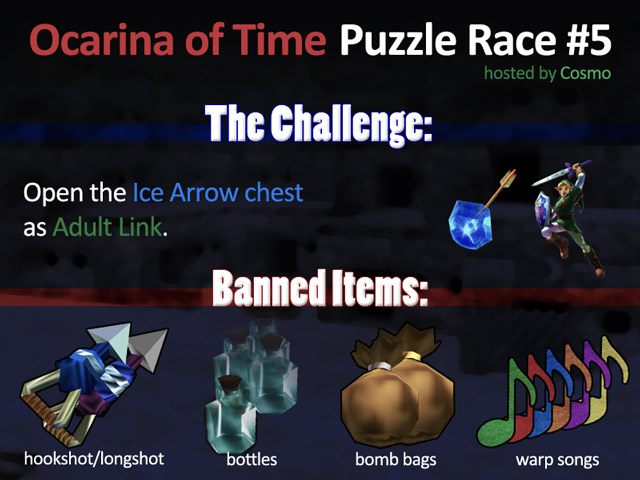 Ocarina of Time Puzzle Race #5
hosted by Cosmo
The Challenge:
Open the Ice Arrow chest
as Adult Link.
Banned Items:
hookshot/longshot
bottles
bomb bags
warp songs